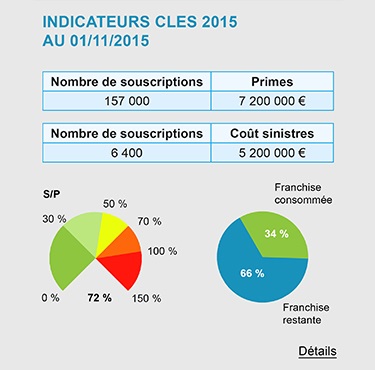 INDICATEURS CLES 2015
AU 01/11/2015
Nombre de souscriptions Primes
157 000 7 200 000 €
Nombre de souscriptions Coût sinistres
6 400 5 200 000 €
S/P
30 %
50 %
70 %
100 %
0 % 72 % 150 %
Franchise
consommée
34 %
66 %
Franchise
restante
Détails